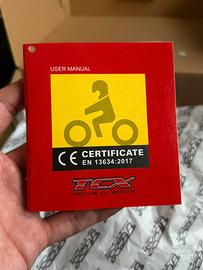 USER MANUAL
CE CERTIFICATE
EN 13634:2017
TCX